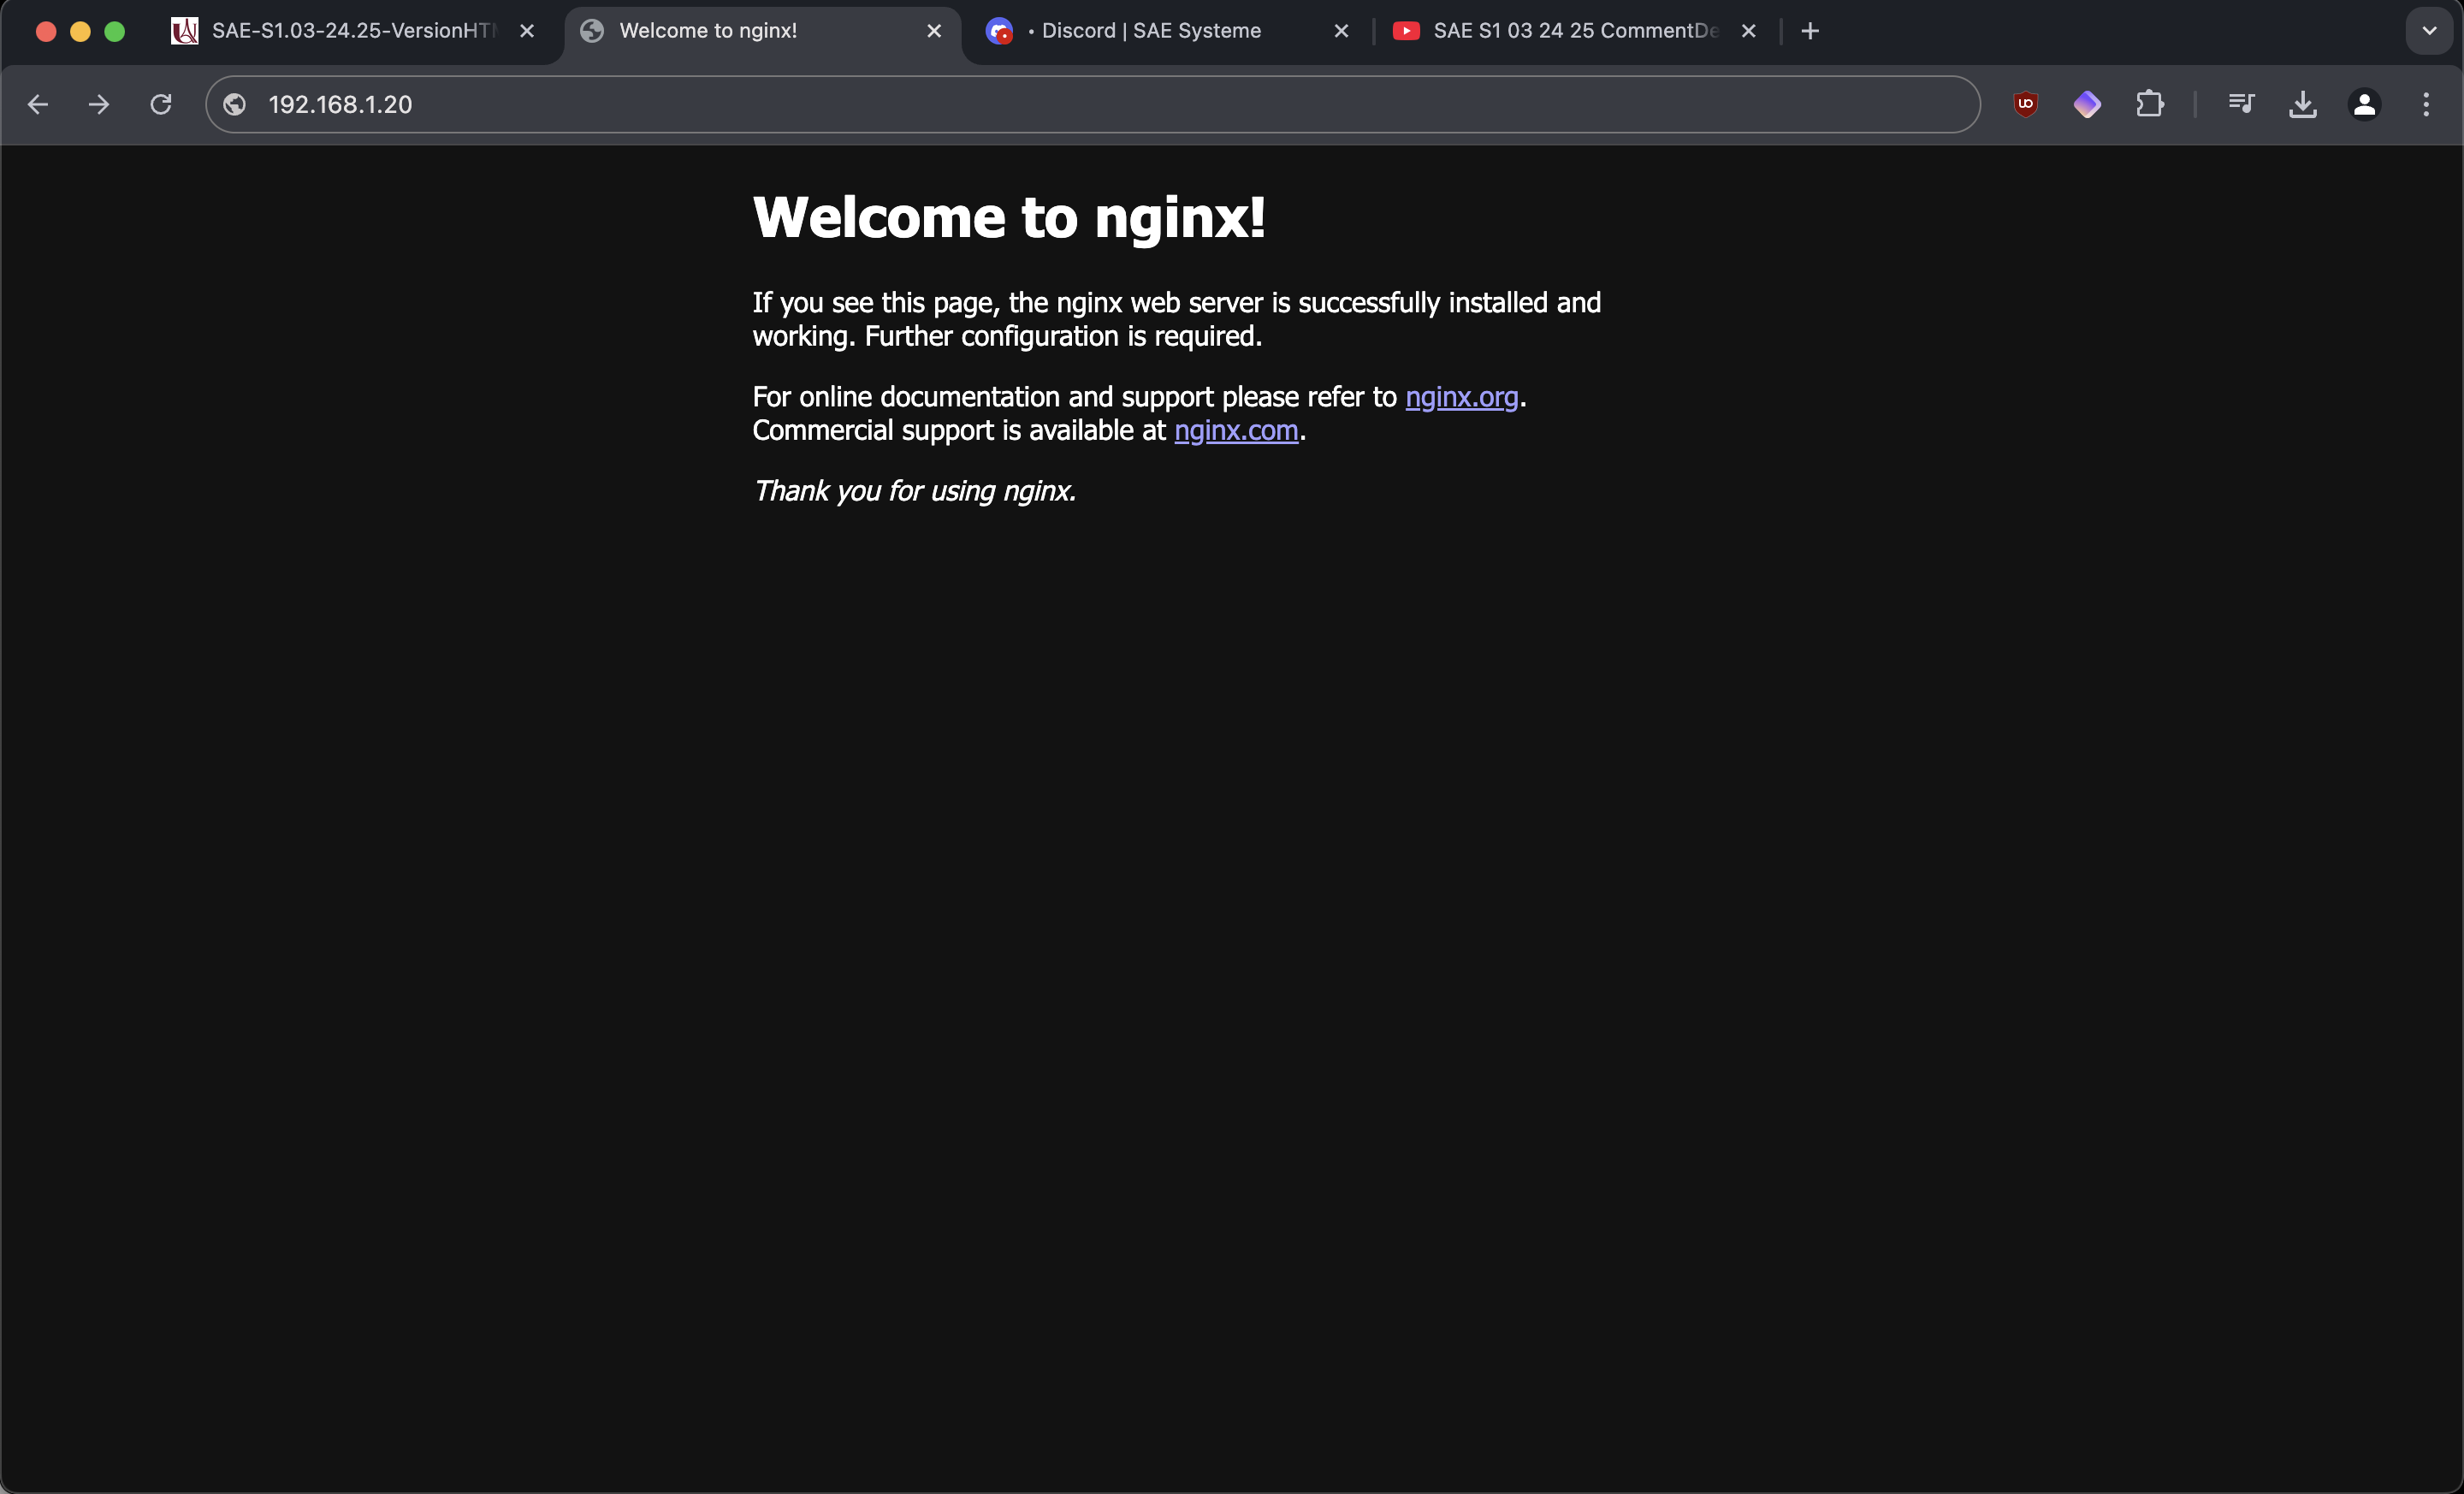 SAE-S1.03-24.25-VersionHT
Welcome to nginx!
• Discord | SAE Systeme
SAE S1 03 24 25 CommentDe
192.168.1.20
Welcome to nginx!
If you see this page, the nginx web server is successfully installed and
working. Further configuration is required.
For online documentation and support please refer to nginx.org.
Commercial support is available at nginx.com.
Thank you for using nginx.